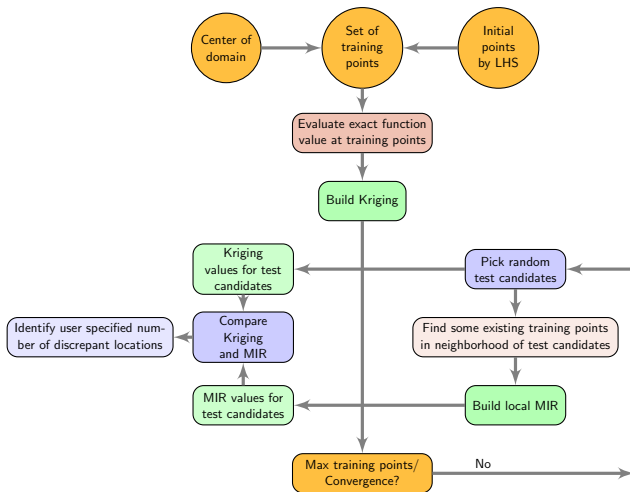 Center of
domain
Set of
training
points
Initial
points
by LHS
Evaluate exact function
value at training points
Build Kriging
Kriging
values for test
candidates
Pick random
test candidates
Identify user specified num-
ber of discrepant locations
Compare
Kriging
and MIR
Find some existing training points
in neighborhood of test candidates
MIR values for
test candidates
Build local MIR
Max training points/
Convergence?
No